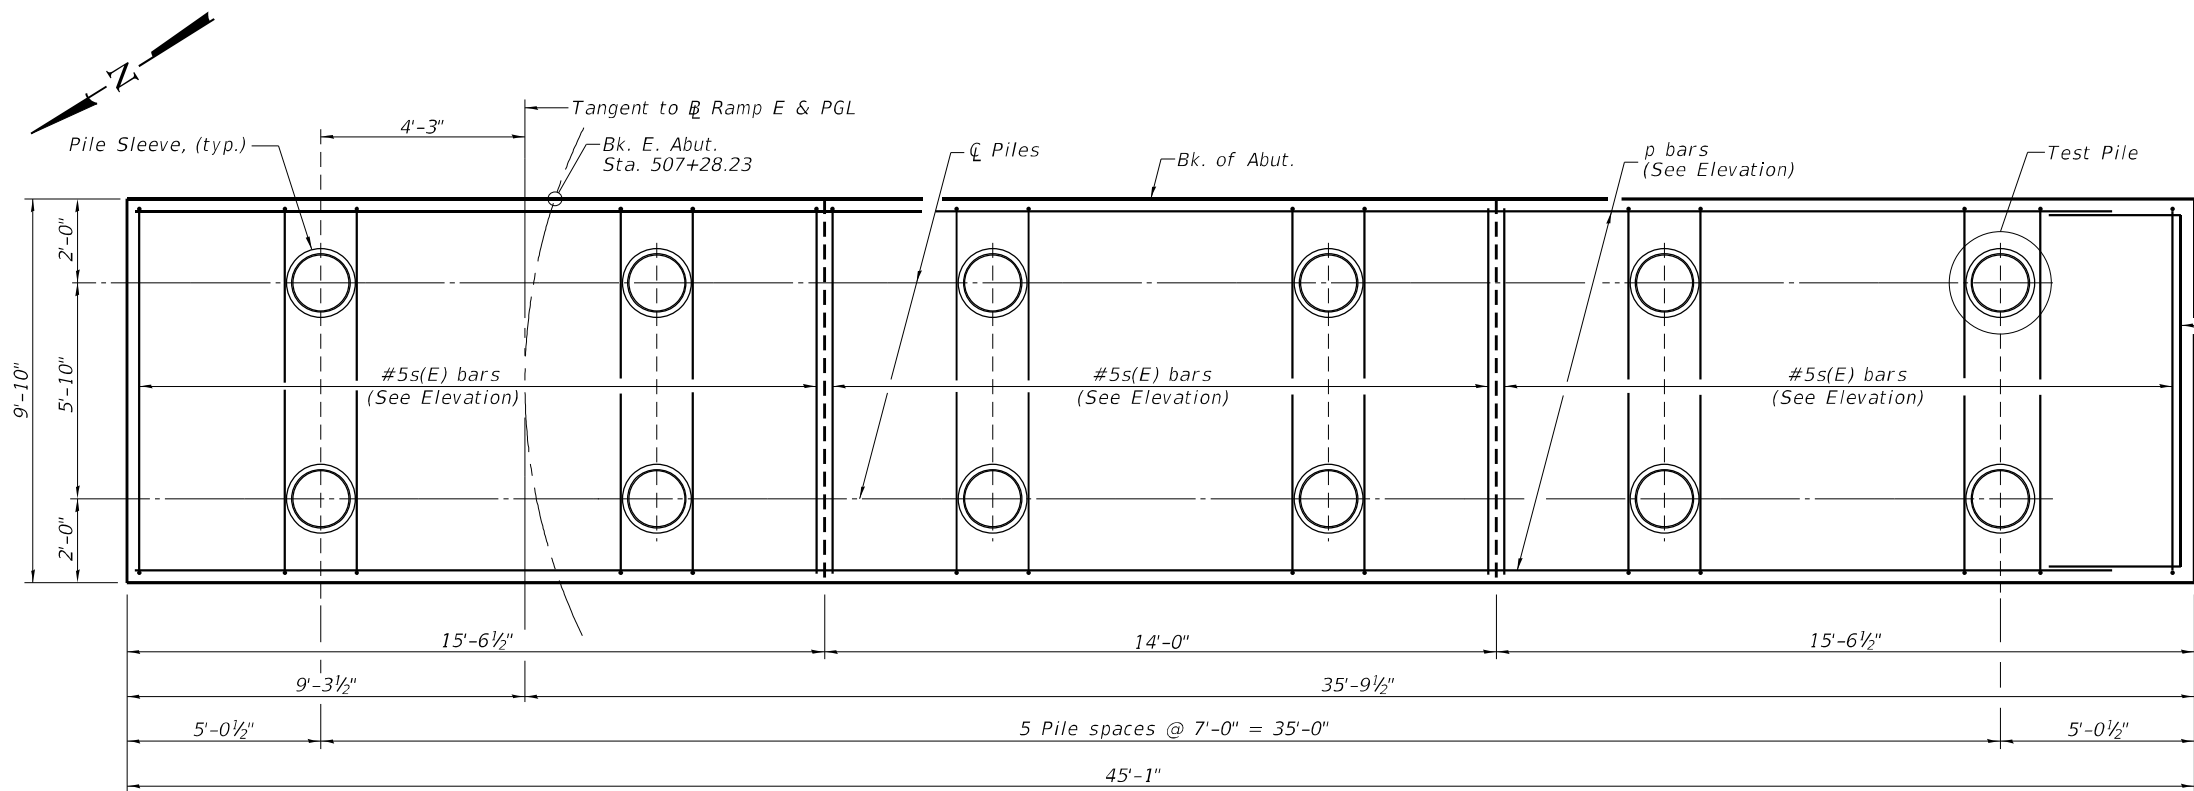 N
Tangent to ⅊ Ramp E & PGL
4'-3"
Pile Sleeve, (typ.)
Bk. E. Abut.
Sta. 507+28.23
℄ Piles
Bk. of Abut.
p bars
(See Elevation)
Test Pile
2'-0"
5'-10"
9'-10"
2'-0"
#5s(E) bars
(See Elevation)
#5s(E) bars
(See Elevation)
#5s(E) bars
(See Elevation)
15'-6½"
14'-0"
15'-6½"
9'-3½"
35'-9½"
5'-0½"
5 Pile spaces @ 7'-0" = 35'-0"
5'-0½"
45'-1"